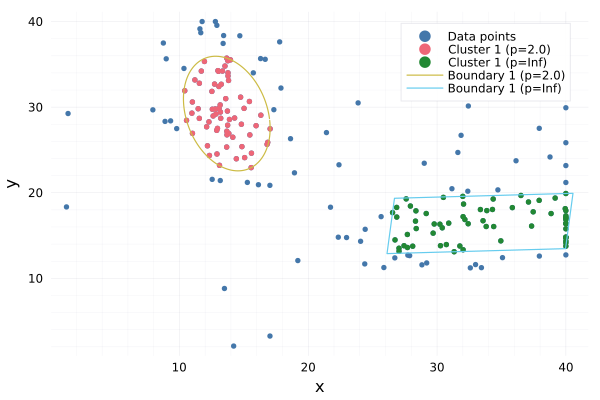 40
30
20
10
y
10
20
30
40
x
Data points
Cluster 1 (p=2.0)
Cluster 1 (p=Inf)
Boundary 1 (p=2.0)
Boundary 1 (p=Inf)